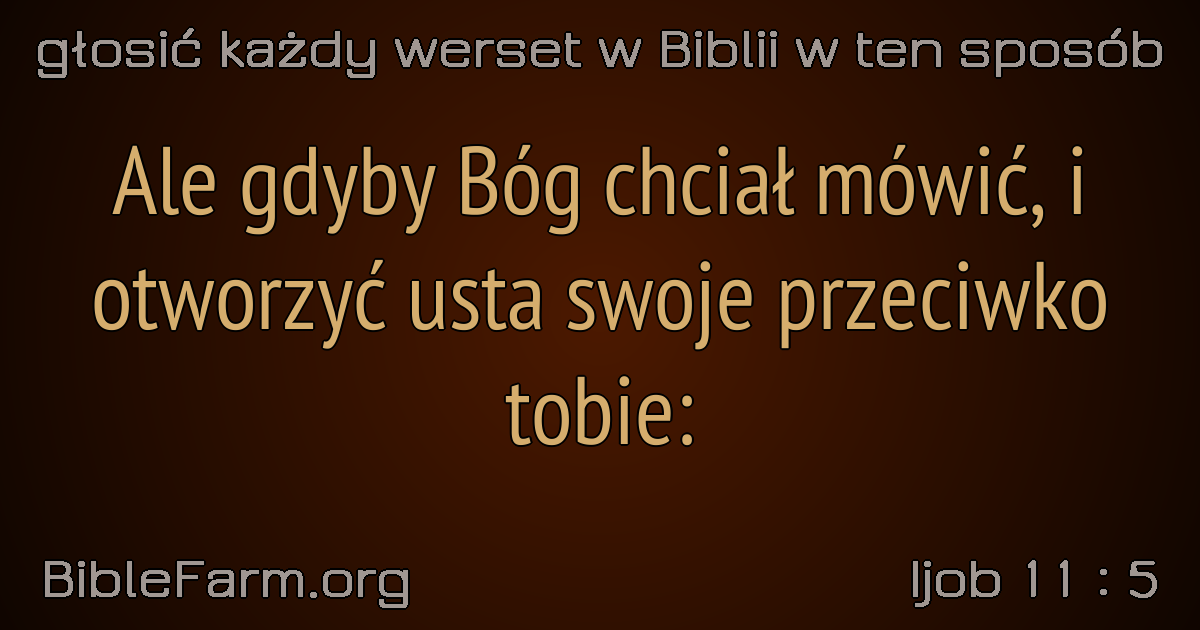 głosić każdy werset w Biblii w ten sposób
Ale gdyby Bóg chciał mówić, i
otworzyć usta swoje przeciwko
tobie:
BibleFarm.org
Ijob 11 : 5